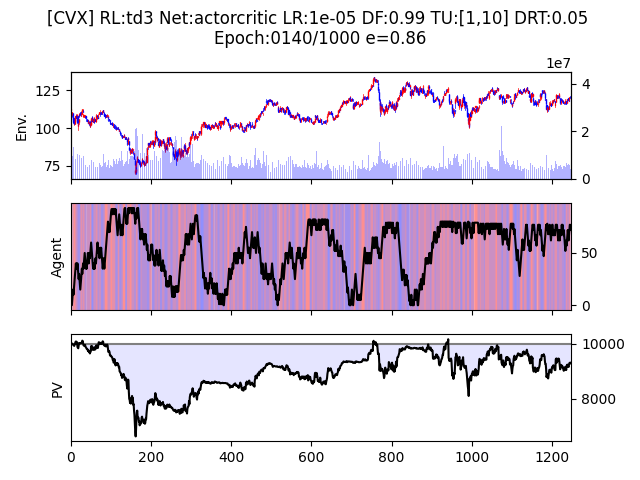 [CVX] RL:td3 Net:actorcritic LR:1e-05 DF:0.99 TU:[1,10] DRT:0.05
Epoch:0140/1000 e=0.86
1e7
125
100
75
Env.
4
2
0
Agent
50
0
PV
10000
8000
0
200
400
600
800
1000
1200